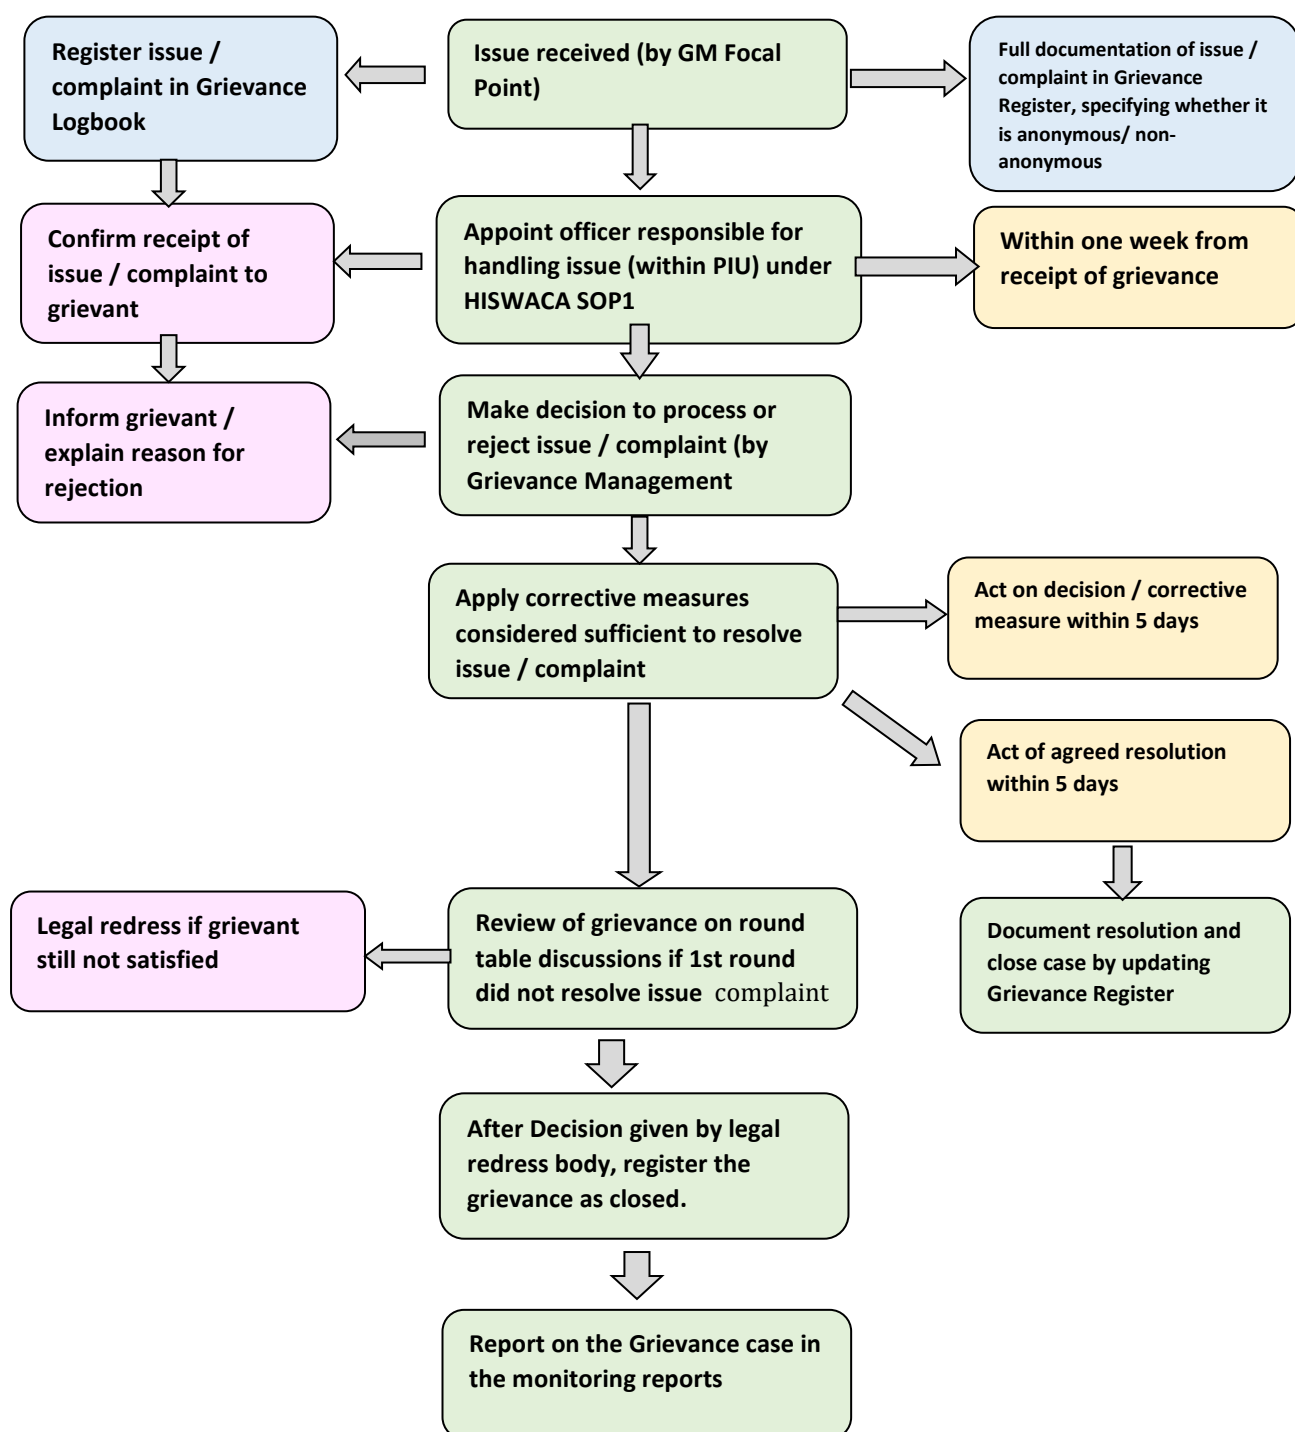 Register issue /
complaint in Grievance
Logbook
Issue received (by GM Focal
Point)
Full documentation of issue /
complaint in Grievance
Register, specifying whether it
is anonymous/ non-
anonymous
Confirm receipt of
issue / complaint to
grievant
Appoint officer responsible for
handling issue (within PIU) under
HISWACA SOP1
Within one week from
receipt of grievance
Inform grievant /
explain reason for
rejection
Make decision to process or
reject issue / complaint (by
Grievance Management
Apply corrective measures
considered sufficient to resolve
issue / complaint
Act on decision / corrective
measure within 5 days
Act of agreed resolution
within 5 days
Legal redress if grievant
still not satisfied
Review of grievance on round
table discussions if 1st round
did not resolve issue complaint
Document resolution and
close case by updating
Grievance Register
After Decision given by legal
redress body, register the
grievance as closed.
Report on the Grievance case in
the monitoring reports